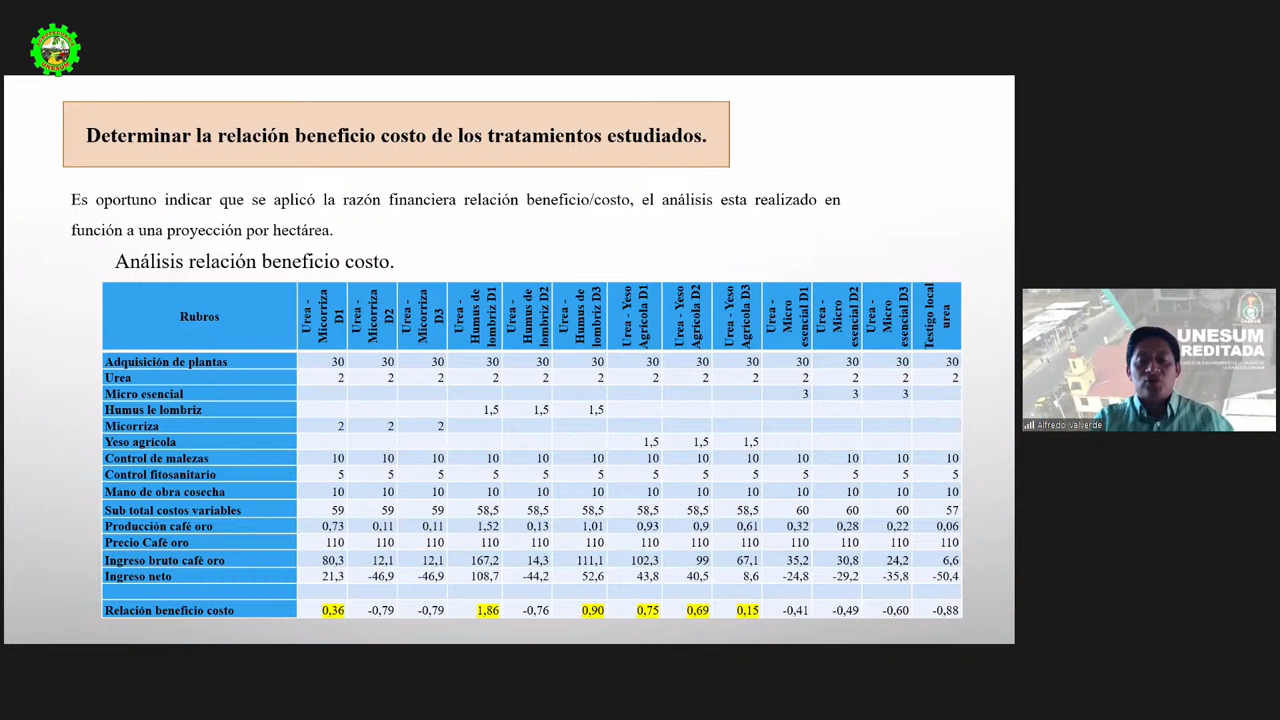 AGROPECUARIA
UNESUM
Determinar la relación beneficio costo de los tratamientos estudiados.
Es oportuno indicar que se aplicó la razón financiera relación beneficio/costo, el análisis esta realizado en
función a una proyección por hectárea.
Análisis relación beneficio costo.
Rubros Urea - Micorriza D1 Urea - Micorriza D2 Urea - Micorriza D3 Urea - Humus de lombriz D1 Urea - Humus de lombriz D2 Urea - Humus de lombriz D3 Urea - Yeso Agrícola D1 Urea - Yeso Agrícola D2 Urea - Yeso Agrícola D3 Urea - Micro esencial D1 Urea - Micro esencial D2 Urea - Micro esencial D3 Testigo local urea
Adquisición de plantas 30 30 30 30 30 30 30 30 30 30 30 30 30
Urea 2 2 2 2 2 2 2 2 2 2 2 2 2
Micro esencial 3 3 3
Humus le lombriz 1,5 1,5 1,5
Micorriza 2 2 2
Yeso agrícola 1,5 1,5 1,5
Control de malezas 10 10 10 10 10 10 10 10 10 10 10 10 10
Control fitosanitario 5 5 5 5 5 5 5 5 5 5 5 5 5
Mano de obra cosecha 10 10 10 10 10 10 10 10 10 10 10 10 10
Sub total costos variables 59 59 59 58,5 58,5 58,5 58,5 58,5 58,5 60 60 60 57
Producción café oro 0,73 0,11 0,11 1,52 0,13 1,01 0,93 0,9 0,61 0,32 0,28 0,22 0,06
Precio Café oro 110 110 110 110 110 110 110 110 110 110 110 110 110
Ingreso bruto café oro 80,3 12,1 12,1 167,2 14,3 111,1 102,3 99 67,1 35,2 30,8 24,2 6,6
Ingreso neto 21,3 -46,9 -46,9 108,7 -44,2 52,6 43,8 40,5 8,6 -24,8 -29,2 -35,8 -50,4
Relación beneficio costo 0,36 -0,79 -0,79 1,86 -0,76 0,90 0,75 0,69 0,15 -0,41 -0,49 -0,60 -0,88
UNESUM
REDITADA
Alfredo Valverde